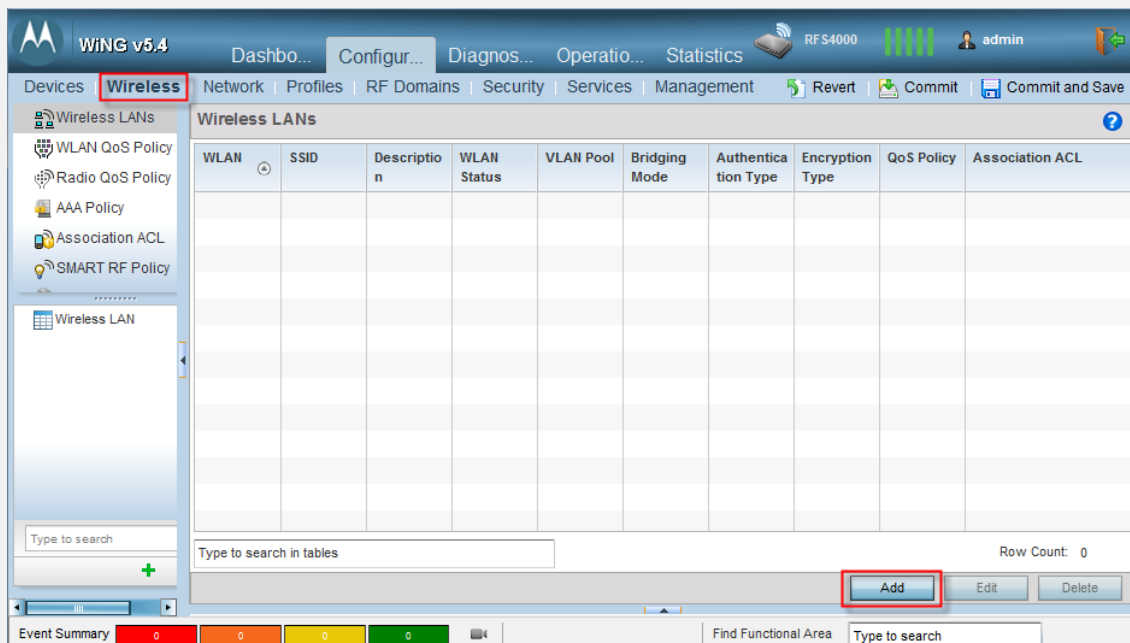 WiNG v5.4
Dashbo... Configur... Diagnos... Operatio... Statistics RFS4000 admin
Devices Wireless Network Profiles RF Domains Security Services Management Revert Commit Commit and Save
Wireless LANs
WLAN QoS Policy
Radio QoS Policy
AAA Policy
Association ACL
SMART RF Policy
Wireless LAN
Type to search
Wireless LANs
WLAN SSID Descriptio WLAN VLAN Pool Bridging Authentica Encryption QoS Policy Association ACL
n Status Mode tion Type Type
Type to search in tables Row Count: 0
Add Edit Delete
Event Summary 0 0 0 0 Find Functional Area Type to search